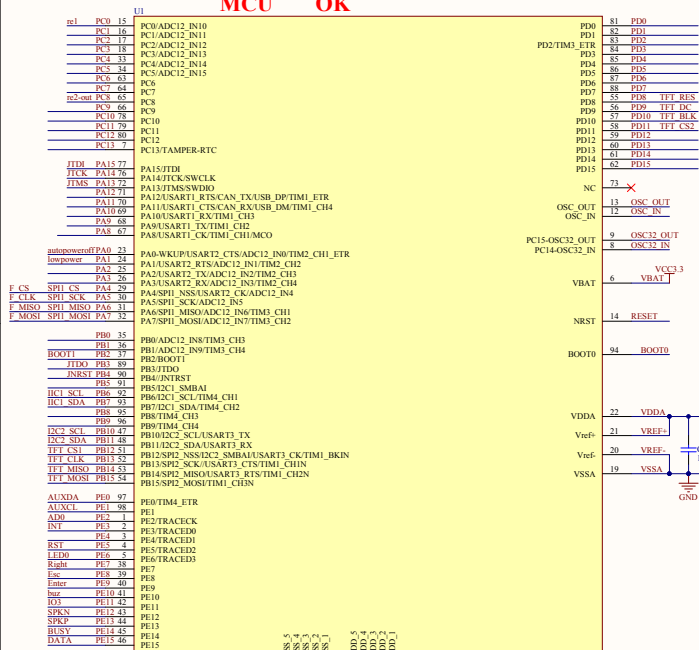 MCU OK
U1
re1 PC0 15 PC0/ADC12_IN10
PC1 16 PC1/ADC12_IN11
PC2 17 PC2/ADC12_IN12
PC3 18 PC3/ADC12_IN13
PC4 33 PC4/ADC12_IN14
PC5 34 PC5/ADC12_IN15
PC6 63 PC6
PC7 64 PC7
re2-out PC8 65 PC8
PC9 66 PC9
PC10 78 PC10
PC11 79 PC11
PC12 80 PC12
PC13 7 PC13/TAMPER-RTC
JTDI PA15 77 PA15/JTDI
JTCK PA14 76 PA14/JTCK/SWCLK
JTMS PA13 72 PA13/JTMS/SWDIO
PA12 71 PA12/USART1_RTS/CAN_TX/USB_DP/TIM1_ETR
PA11 70 PA11/USART1_CTS/CAN_RX/USB_DM/TIM1_CH4
PA10 69 PA10/USART1_RX/TIM1_CH3
PA9 68 PA9/USART1_TX/TIM1_CH2
PA8 67 PA8/USART1_CK/TIM1_CH1/MCO
autopoweroff PA0 23 PA0-WKUP/USART2_CTS/ADC12_IN0/TIM2_CH1_ETR
lowpower PA1 24 PA1/USART2_RTS/ADC12_IN1/TIM2_CH2
PA2 25 PA2/USART2_TX/ADC12_IN2/TIM2_CH3
PA3 26 PA3/USART2_RX/ADC12_IN3/TIM2_CH4
F_CS SPI1_CS PA4 29 PA4/SPI1_NSS/USART2_CK/ADC12_IN4
F_CLK SPI1_SCK PA5 30 PA5/SPI1_SCK/ADC12_IN5
F_MISO SPI1_MISO PA6 31 PA6/SPI1_MISO/ADC12_IN6/TIM3_CH1
F_MOSI SPI1_MOSI PA7 32 PA7/SPI1_MOSI/ADC12_IN7/TIM3_CH2
PB0 35 PB0/ADC12_IN8/TIM3_CH3
PB1 36 PB1/ADC12_IN9/TIM3_CH4
BOOT1 PB2 37 PB2/BOOT1
JTDO PB3 89 PB3/JTDO
JNRST PB4 90 PB4//JNTRST
PB5 91 PB5/I2C1_SMBAI
IIC1_SCL PB6 92 PB6/I2C1_SCL/TIM4_CH1
IIC1_SDA PB7 93 PB7/I2C1_SDA/TIM4_CH2
PB8 95 PB8/TIM4_CH3
PB9 96 PB9/TIM4_CH4
I2C2_SCL PB10 47 PB10/I2C2_SCL/USART3_TX
I2C2_SDA PB11 48 PB11/I2C2_SDA/USART3_RX
TFT_CS1 PB12 51 PB12/SPI2_NSS/I2C2_SMBAI/USART3_CK/TIM1_BKIN
TFT_CLK PB13 52 PB13/SPI2_SCK/USART3_CTS/TIM1_CH1N
TFT_MISO PB14 53 PB14/SPI2_MISO/USART3_RTS/TIM1_CH2N
TFT_MOSI PB15 54 PB15/SPI2_MOSI/TIM1_CH3N
AUXDA PE0 97 PE0/TIM4_ETR
AUXCL PE1 98 PE1
AD0 PE2 1 PE2/TRACECK
INT PE3 2 PE3/TRACED0
PE4 3 PE4/TRACED1
RST PE5 4 PE5/TRACED2
LED0 PE6 5 PE6/TRACED3
Right PE7 38 PE7
Esc PE8 39 PE8
Enter PE9 40 PE9
buz PE10 41 PE10
IO3 PE11 42 PE11
SPKN PE12 43 PE12
SPKP PE13 44 PE13
BUSY PE14 45 PE14
DATA PE15 46 PE15
PD0 81 PD0
PD1 82 PD1
PD2/TIM3_ETR 83 PD2
PD3 84 PD3
PD4 85 PD4
PD5 86 PD5
PD6 87 PD6
PD7 88 PD7
PD8 55 PD8 TFT_RES
PD9 56 PD9 TFT_DC
PD10 57 PD10 TFT_BLK
PD11 58 PD11 TFT_CS2
PD12 59 PD12
PD13 60 PD13
PD14 61 PD14
PD15 62 PD15
NC 73
OSC_OUT 13 OSC_OUT
OSC_IN 12 OSC_IN
PC15-OSC32_OUT 9 OSC32_OUT
PC14-OSC32_IN 8 OSC32_IN
VCC3.3
VBAT 6 VBAT
NRST 14 RESET
BOOT0 94 BOOT0
VDDA 22 VDDA
Vref+ 21 VREF+
Vref- 20 VREF-
VSSA 19 VSSA
GND
SS_5
SS_4
SS_3
SS_2
SS_1
DD_5
DD_4
DD_3
DD_2
DD_1